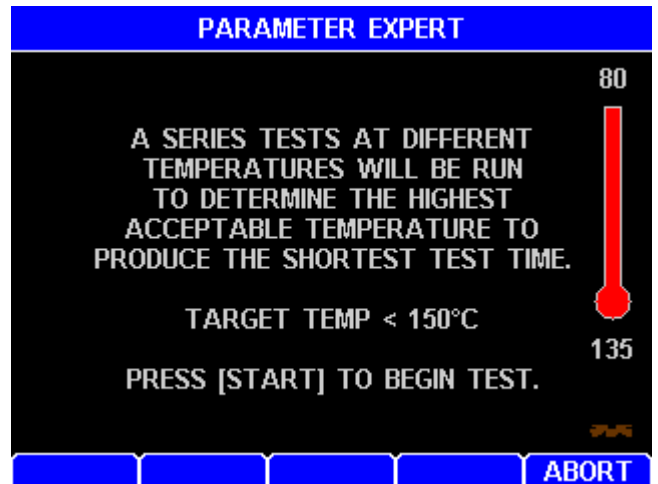 PARAMETER EXPERT
80
A SERIES TESTS AT DIFFERENT
TEMPERATURES WILL BE RUN
TO DETERMINE THE HIGHEST
ACCEPTABLE TEMPERATURE TO
PRODUCE THE SHORTEST TEST TIME.
TARGET TEMP < 150°C
135
PRESS [START] TO BEGIN TEST.
ABORT